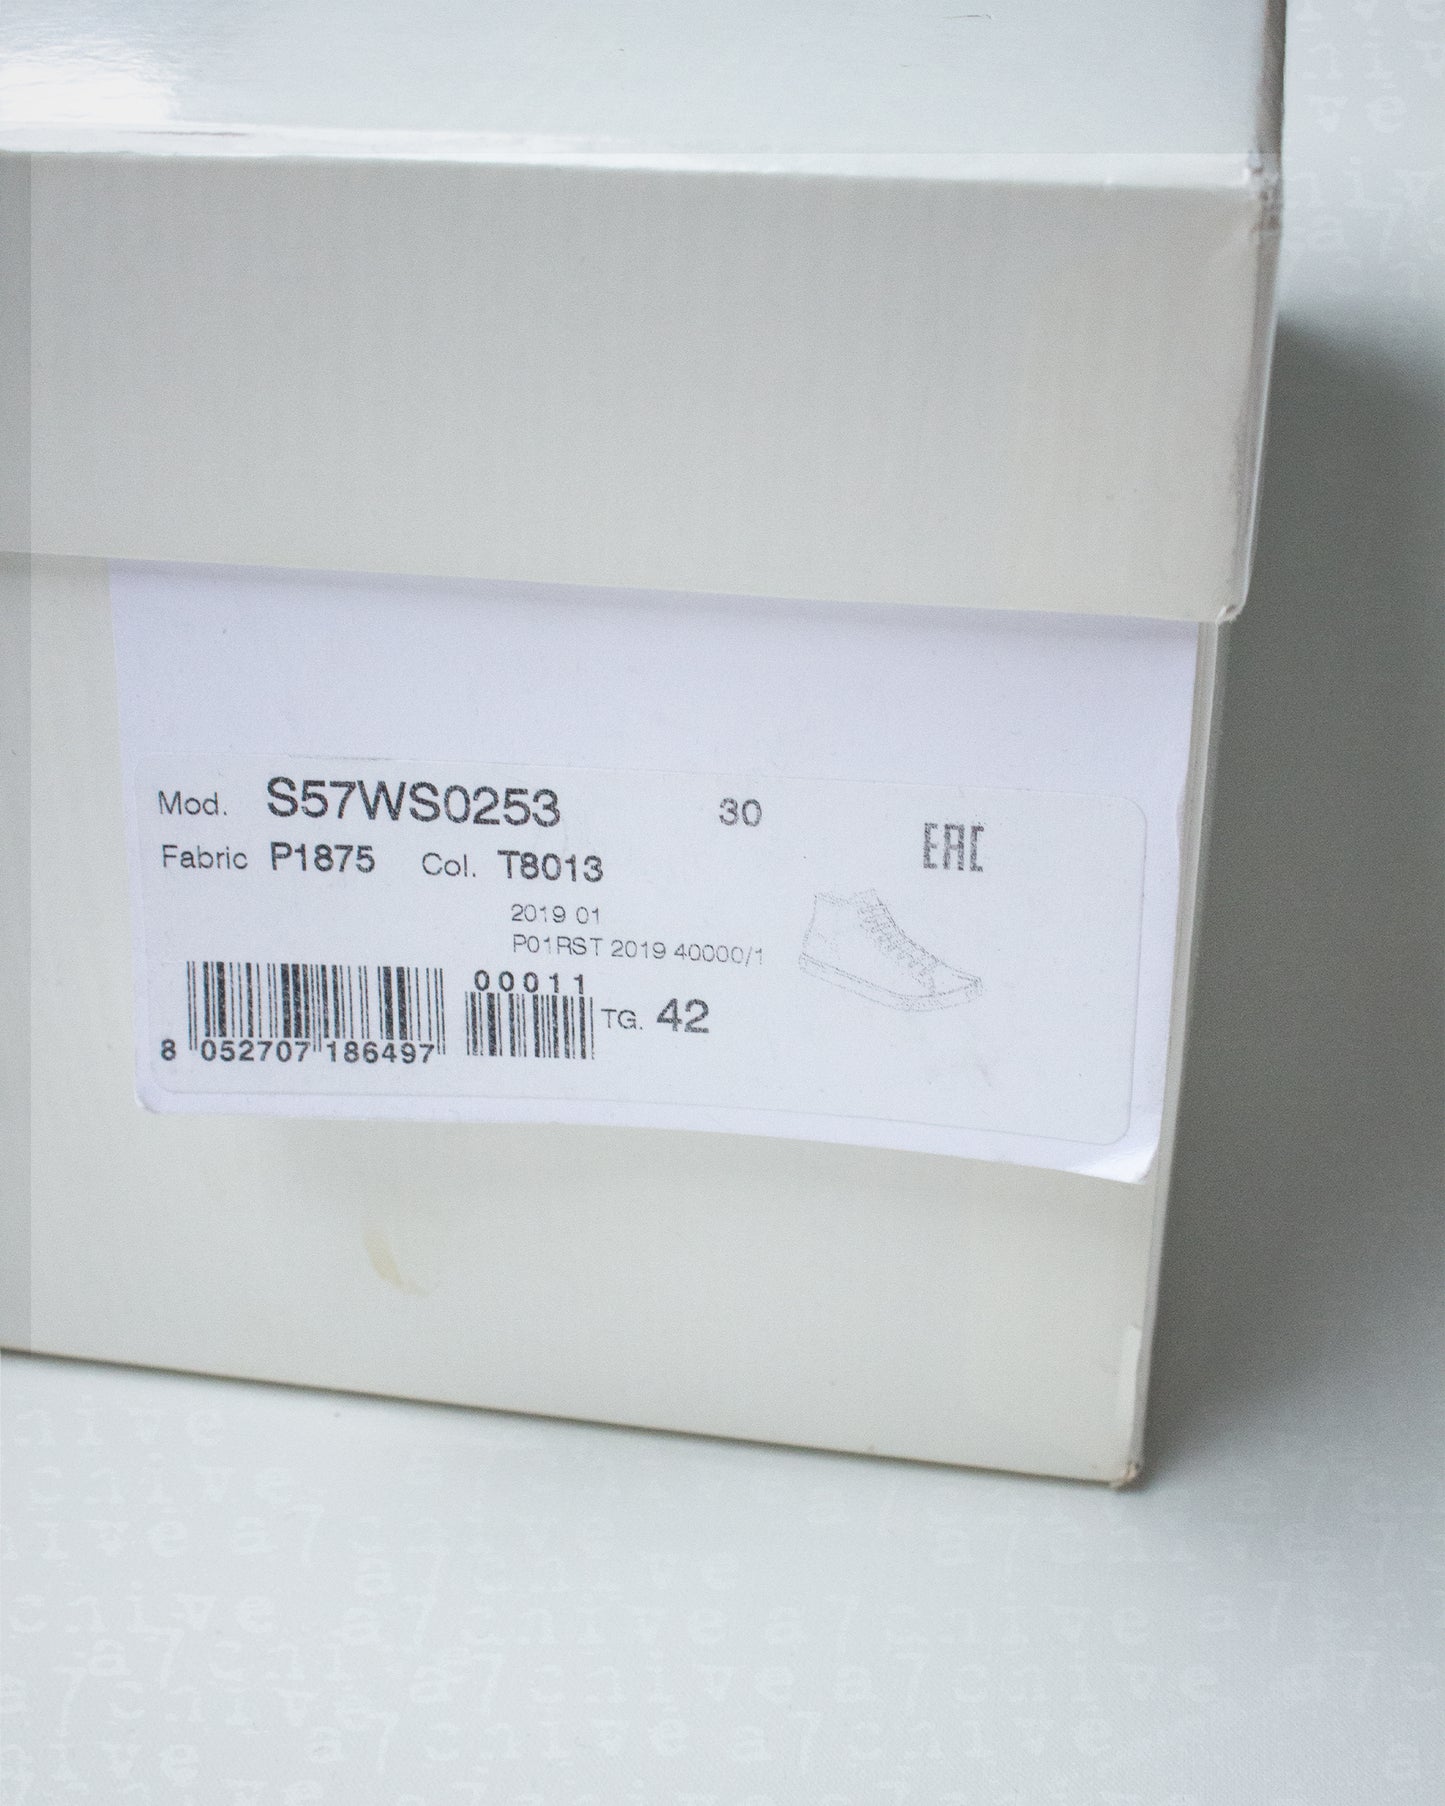 Mod. S57WS0253 30
EAC
Fabric P1875 Col. T8013
2019 01
P01RST 2019 40000/1
00011
TG. 42
8 052707 186497
a7chive